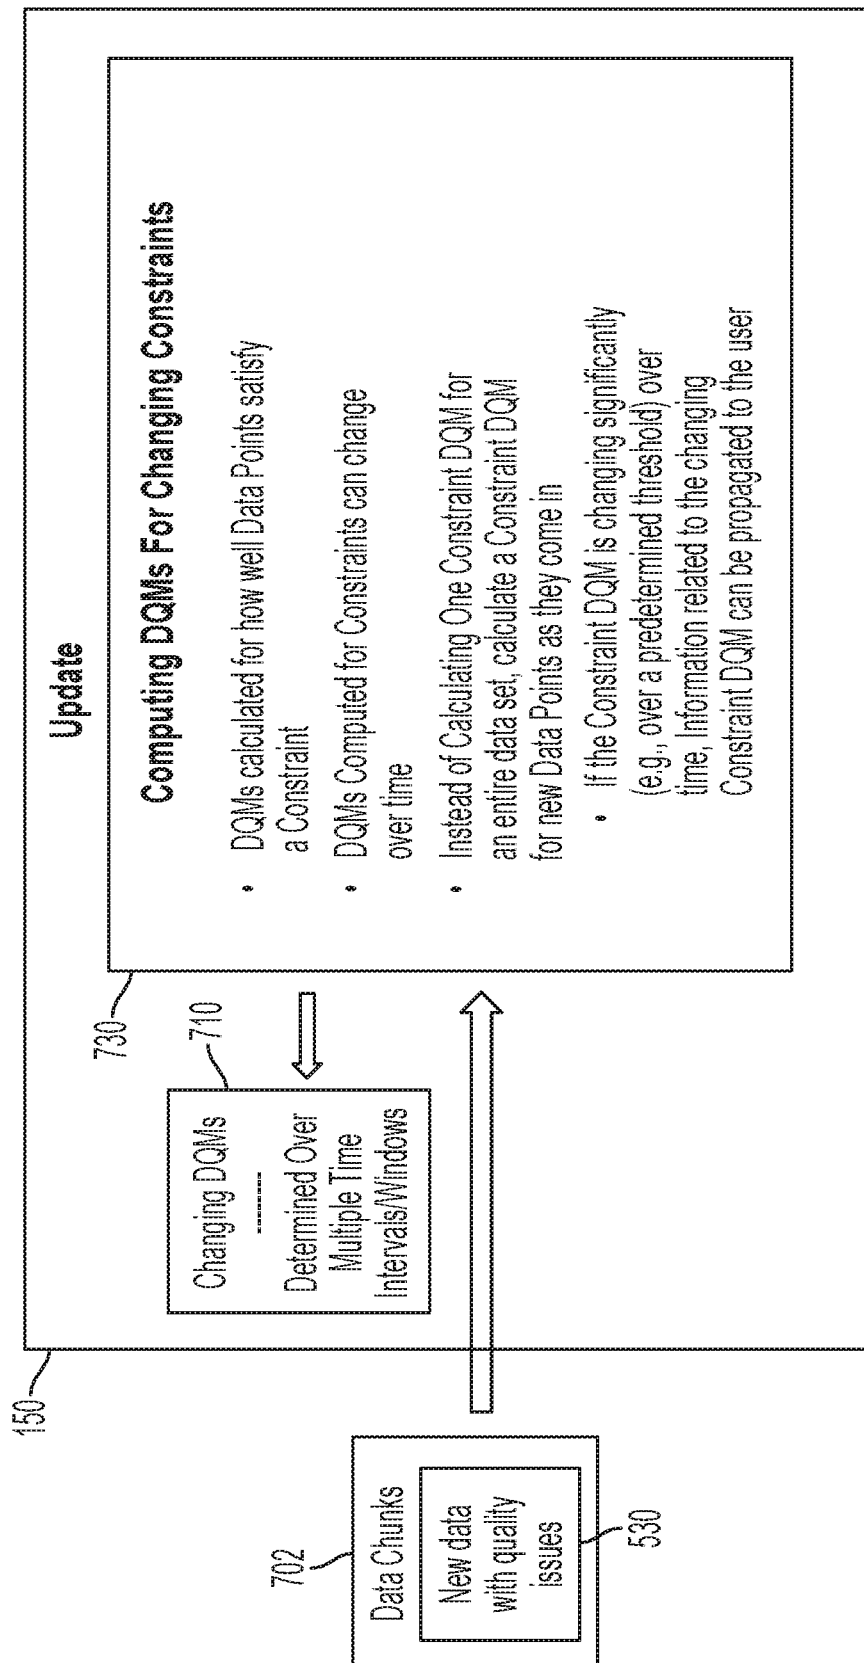 150
Update
730
Computing DQMs For Changing Constraints
• DQMs calculated for how well Data Points satisfy
a Constraint
• DQMs Computed for Constraints can change
over time
• Instead of Calculating One Constraint DQM for
an entire data set, calculate a Constraint DQM
for new Data Points as they come in
• If the Constraint DQM is changing significantly
(e.g., over a predetermined threshold) over
time, Information related to the changing
Constraint DQM can be propagated to the user
710
Changing DQMs
Determined Over
Multiple Time
Intervals/Windows
702
Data Chunks
New data
with quality
issues
530